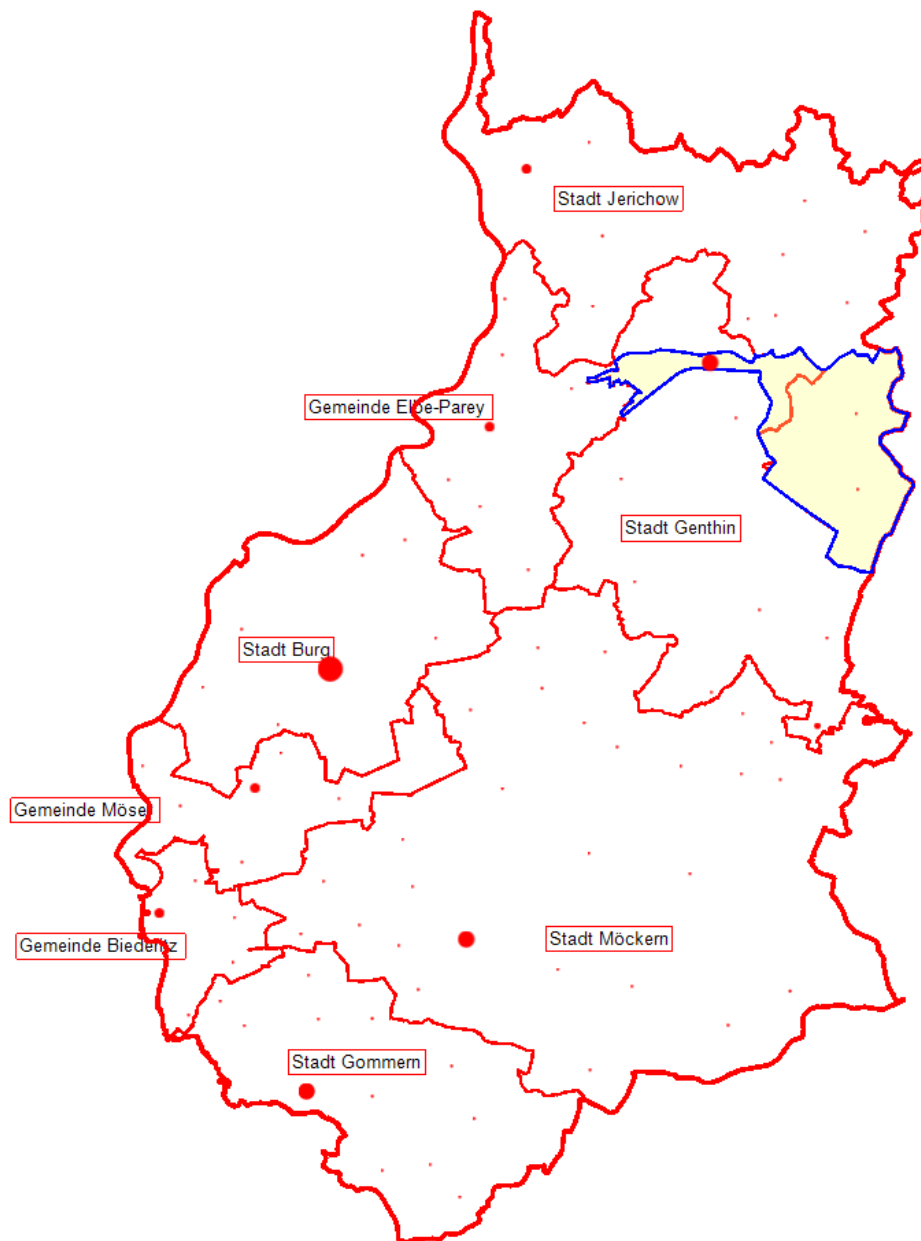 Stadt Jerichow
Gemeinde Elbe-Parey
Stadt Genthin
Stadt Burg
Gemeinde Möser
Gemeinde Biederitz
Stadt Möckern
Stadt Gommern